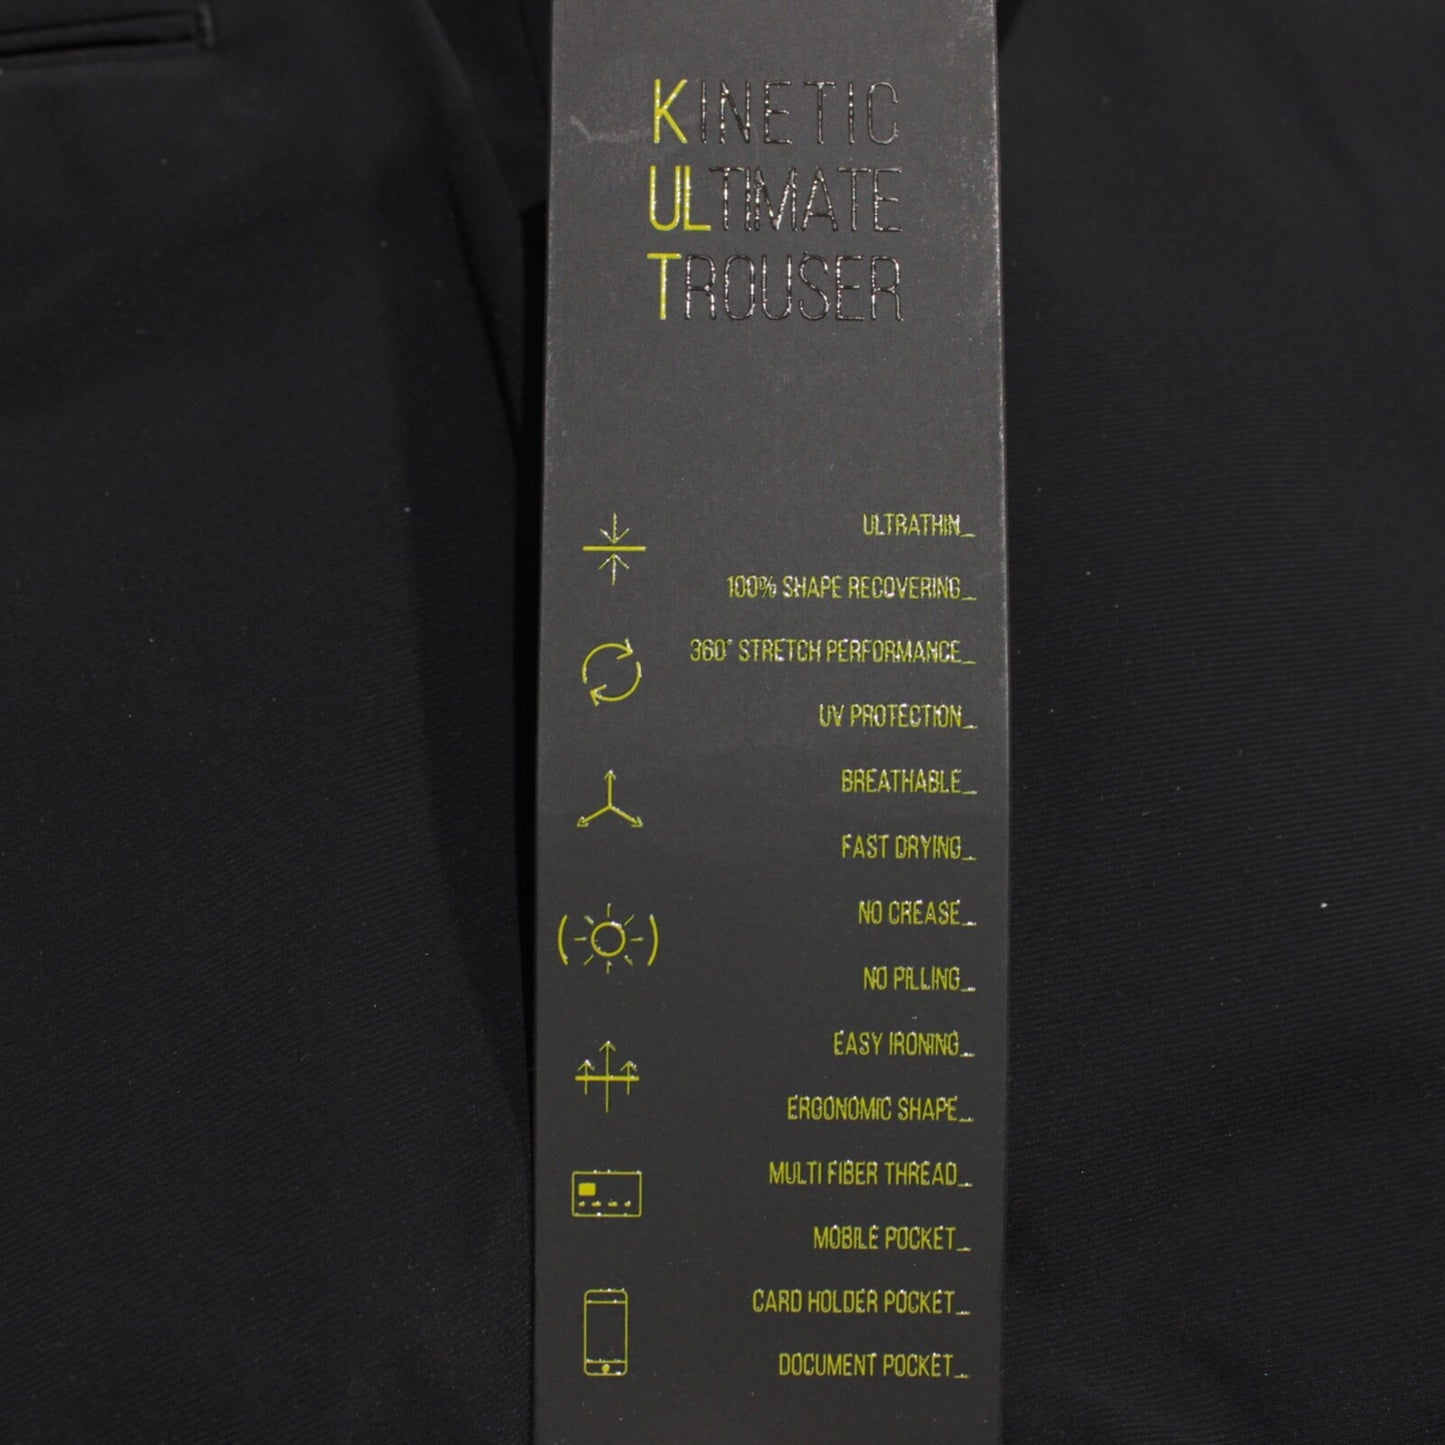 KINETIC
ULTIMATE
TROUSER
ULTRATHIN_
100% SHAPE RECOVERING_
360° STRETCH PERFORMANCE_
UV PROTECTION_
BREATHABLE_
FAST DRYING_
NO CREASE_
NO PILLING_
EASY IRONING_
ERGONOMIC SHAPE_
MULTI FIBER THREAD_
MOBILE POCKET_
CARD HOLDER POCKET_
DOCUMENT POCKET_